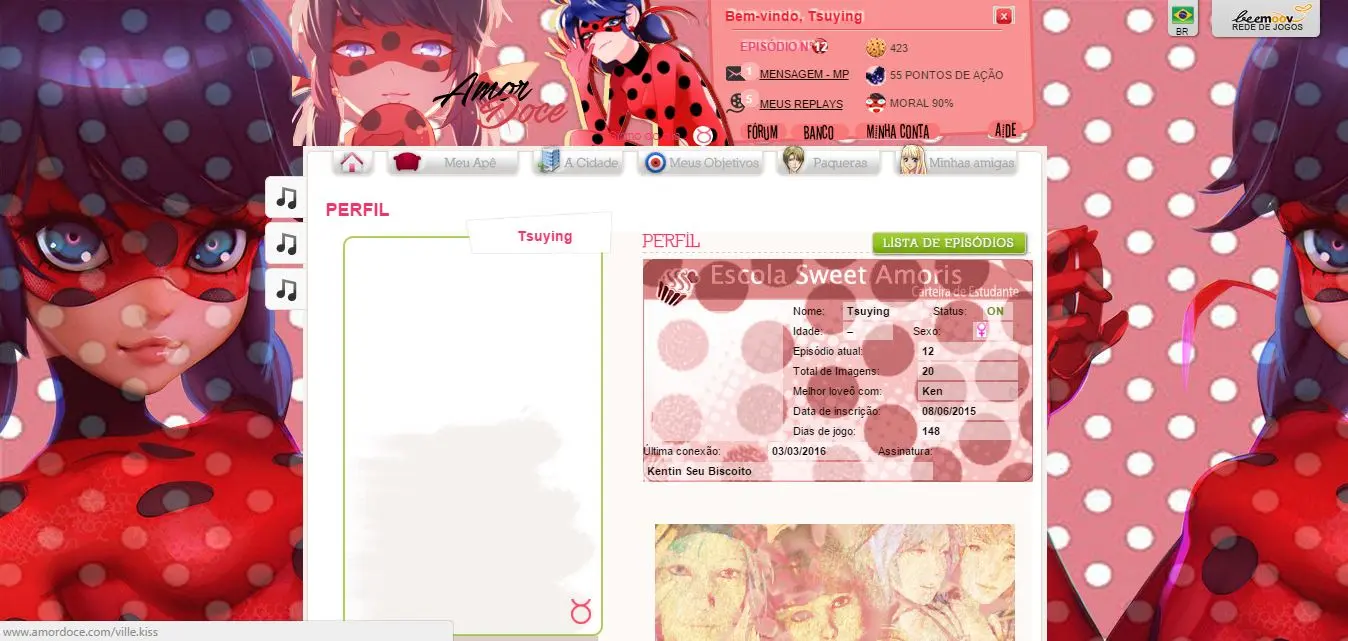 Bem-vindo, Tsuying
x
EPISÓDIO Nº12
423
1
MENSAGEM - MP
55 PONTOS DE AÇÃO
5
MEUS REPLAYS
MORAL 90%
FÓRUM
BANCO
MINHA CONTA
AIDE
BR
beemoov
REDE DE JOGOS
Amor
Doce
Meu Apê
A Cidade
Meus Objetivos
Paqueras
Minhas amigas
PERFIL
Tsuying
PERFIL
LISTA DE EPISÓDIOS
Escola Sweet Amoris
Carteira de Estudante
Nome: Tsuying Status: ON
Idade: – Sexo:
Episódio atual: 12
Total de Imagens: 20
Melhor loveô com: Ken
Data de inscrição: 08/06/2015
Dias de jogo: 148
Última conexão: 03/03/2016 Assinatura:
Kentin Seu Biscoito
www.amordoce.com/ville.kiss